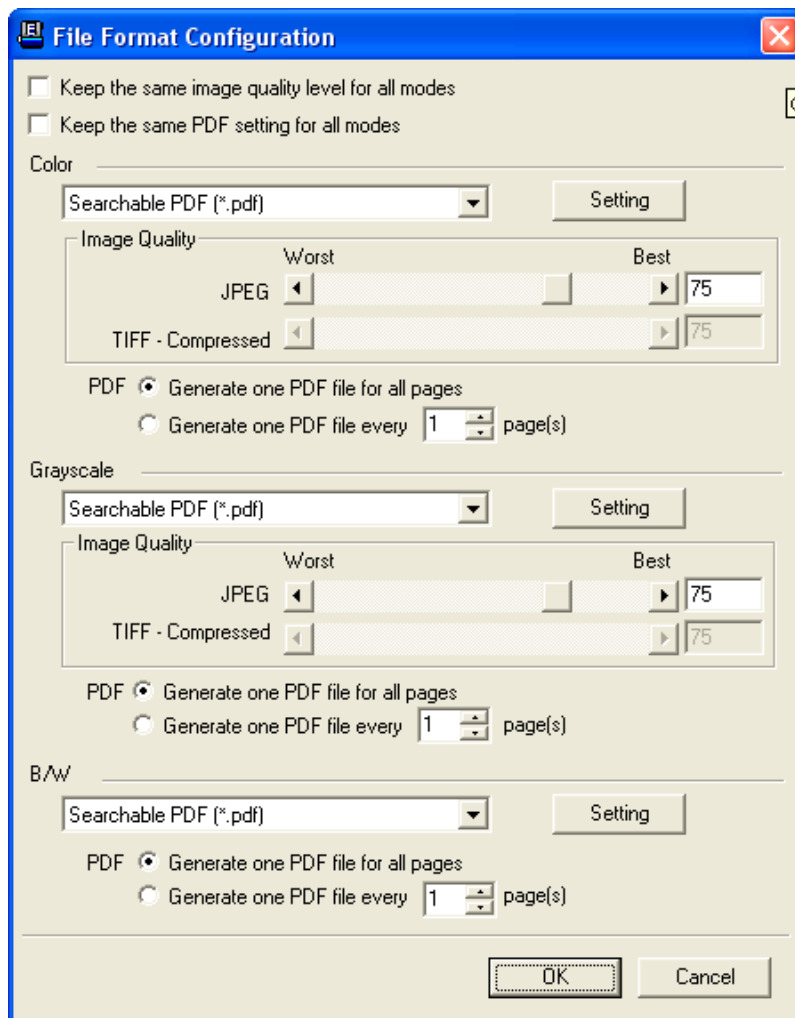 File Format Configuration
Keep the same image quality level for all modes
Keep the same PDF setting for all modes
Color
Searchable PDF (*.pdf) Setting
Image Quality
Worst Best
JPEG 75
TIFF - Compressed 75
PDF Generate one PDF file for all pages
Generate one PDF file every 1 page(s)
Grayscale
Searchable PDF (*.pdf) Setting
Image Quality
Worst Best
JPEG 75
TIFF - Compressed 75
PDF Generate one PDF file for all pages
Generate one PDF file every 1 page(s)
B/W
Searchable PDF (*.pdf) Setting
PDF Generate one PDF file for all pages
Generate one PDF file every 1 page(s)
OK Cancel